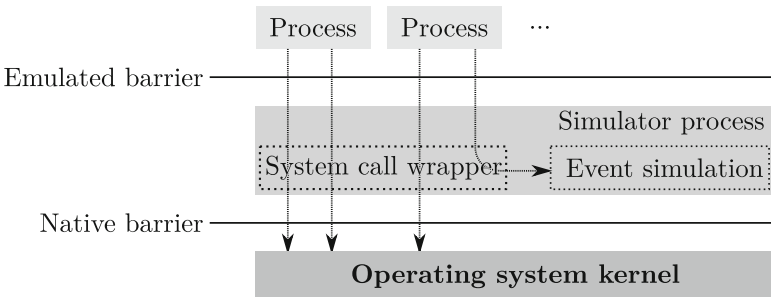 Process Process ...
Emulated barrier
Simulator process
System call wrapper Event simulation
Native barrier
Operating system kernel